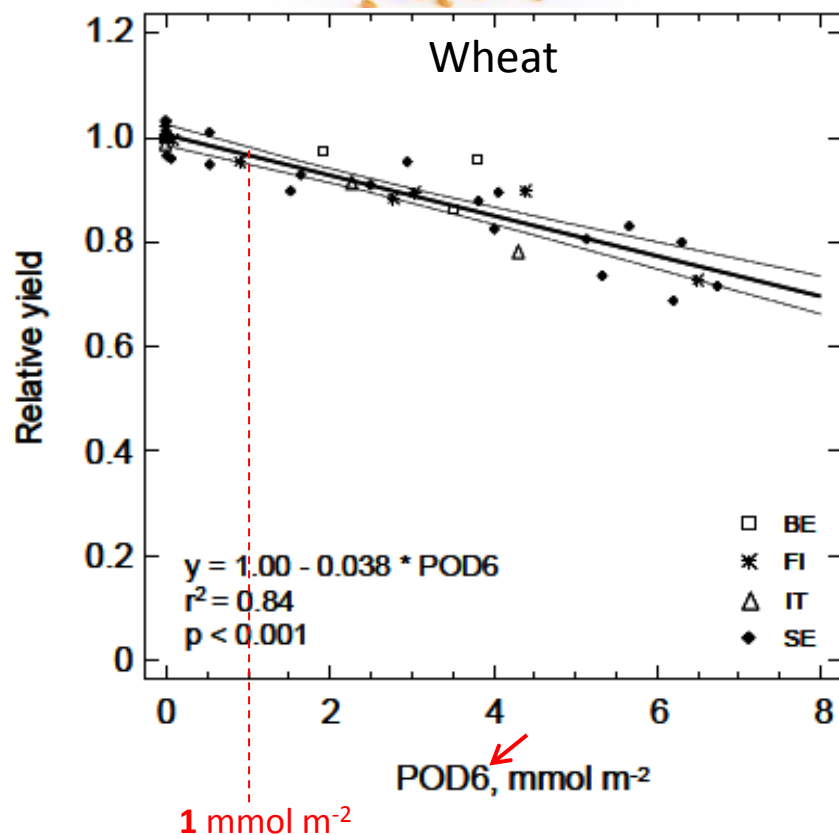 Wheat
1.2
1.0
0.8
0.6
0.4
0.2
0
Relative yield
y = 1.00 - 0.038 * POD6
r² = 0.84
p < 0.001
BE
FI
IT
SE
0 2 4 6 8
POD6, mmol m⁻²
1 mmol m⁻²